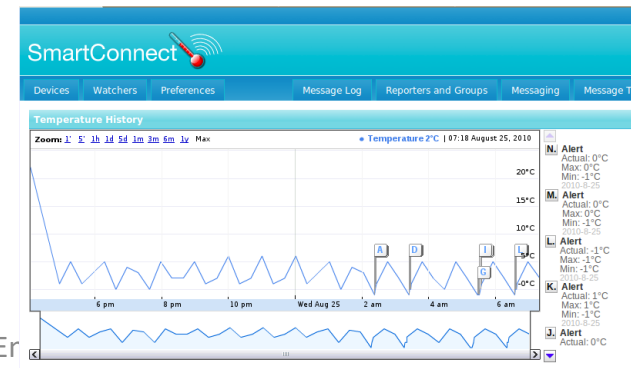 SmartConnect
Devices Watchers Preferences Message Log Reporters and Groups Messaging Message T
Temperature History
Zoom: 1' 5' 1h 1d 5d 1m 3m 6m 1y Max
Temperature 2°C | 07:18 August 25, 2010
20°C
15°C
10°C
5°C
-0°C
A
D
I
G
L
6 pm 8 pm 10 pm Wed Aug 25 2 am 4 am 6 am
N. Alert
Actual: 0°C
Max: 0°C
Min: -1°C
2010-8-25
M. Alert
Actual: 0°C
Max: 0°C
Min: -1°C
2010-8-25
L. Alert
Actual: -1°C
Max: -1°C
Min: -1°C
2010-8-25
K. Alert
Actual: 1°C
Max: 1°C
Min: -1°C
2010-8-25
J. Alert
Actual: 0°C
Er